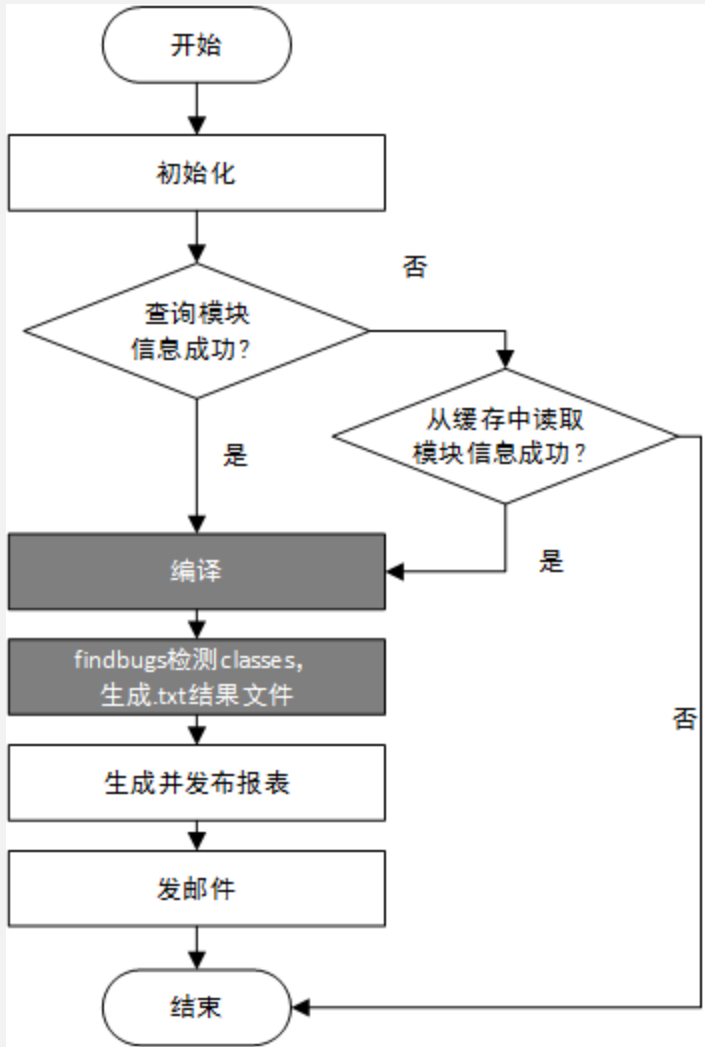 开始
初始化
否
查询模块
信息成功？
从缓存中读取
模块信息成功？
是
是
编译
findbugs检测classes，
生成.txt结果文件
否
生成并发布报表
发邮件
结束